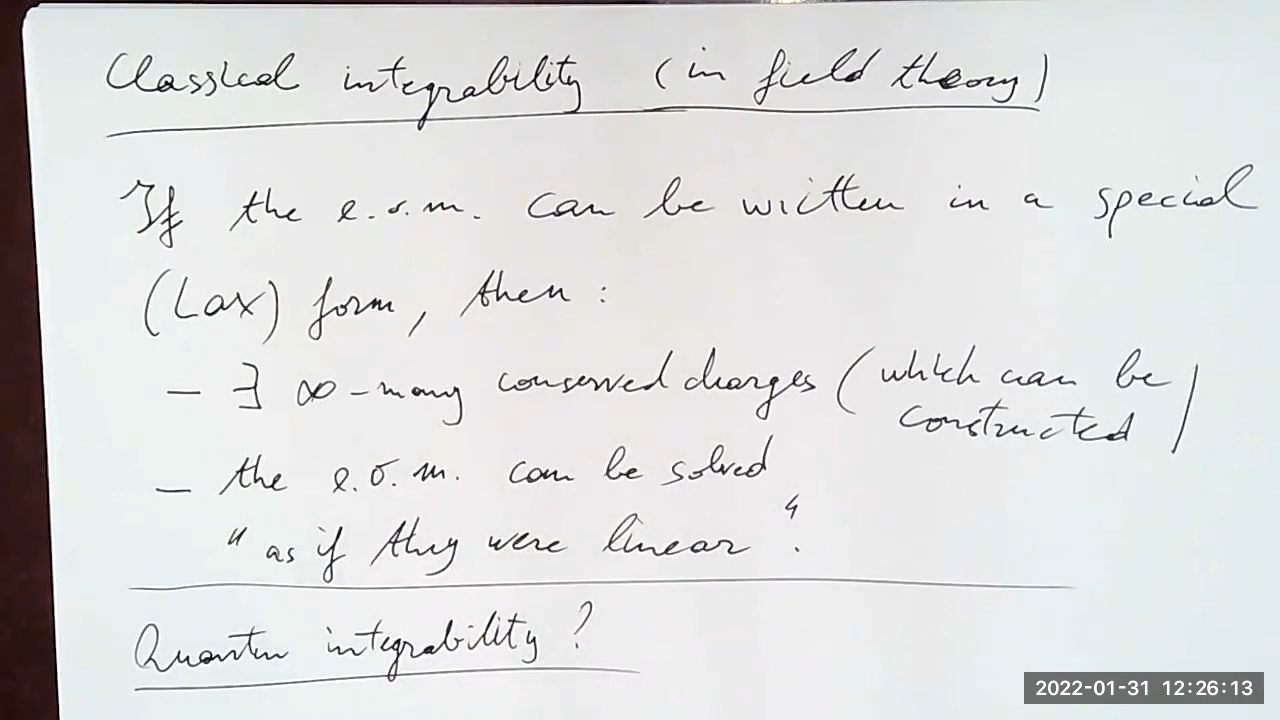 Classical integrability (in field theory)
If the e.o.m. can be written in a special
(Lax) form, then :
- ∃ ∞-many conserved charges (which can be
constructed)
- the e.o.m. can be solved
" as if they were linear ".
Quantum integrability ?
2022-01-31 12:26:13